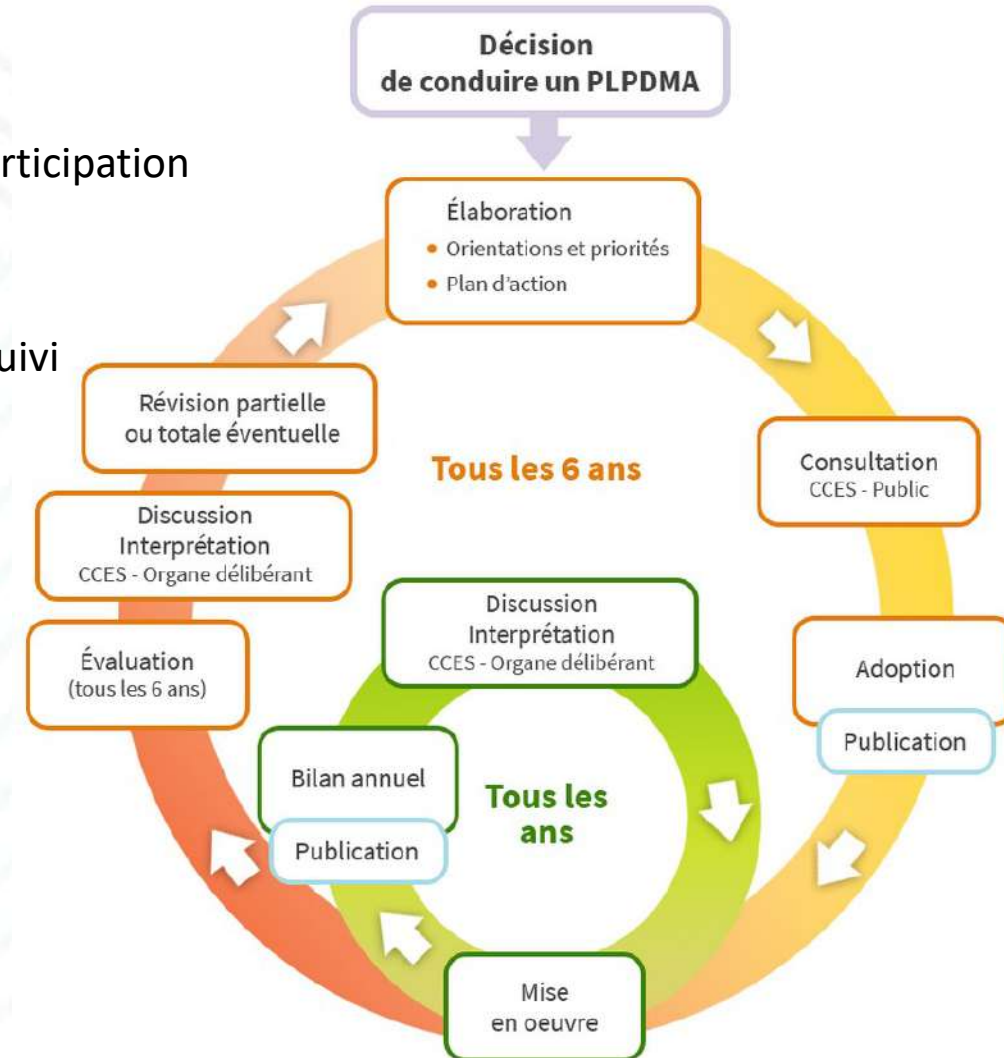 Décision
de conduire un PLPDMA
rticipation
Élaboration
• Orientations et priorités
• Plan d'action
uivi
Révision partielle
ou totale éventuelle
Tous les 6 ans
Consultation
CCES - Public
Discussion
Interprétation
CCES - Organe délibérant
Discussion
Interprétation
CCES - Organe délibérant
Évaluation
(tous les 6 ans)
Adoption
Publication
Bilan annuel
Publication
Tous les
ans
Mise
en oeuvre